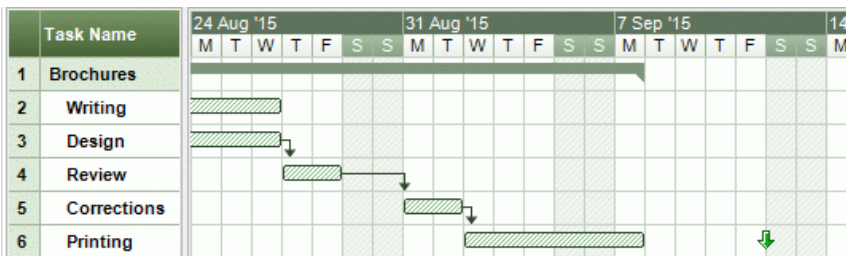 Task Name
24 Aug '15 31 Aug '15 7 Sep '15 14
M T W T F S S M T W T F S S M T W T F S S M
1 Brochures
2 Writing
3 Design
4 Review
5 Corrections
6 Printing